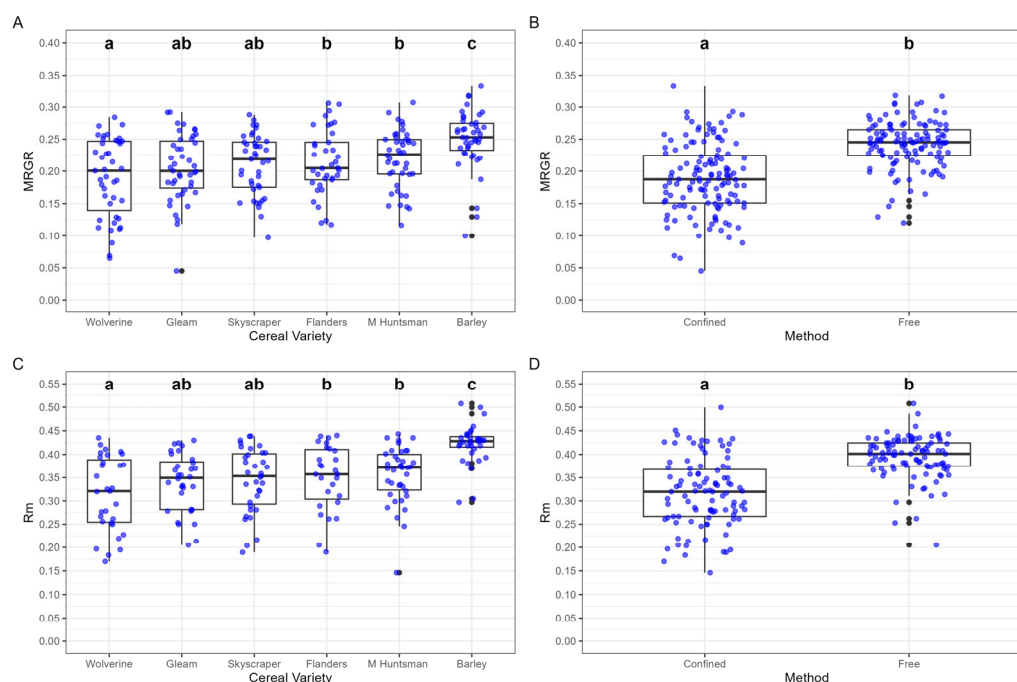 A
B
a ab ab b b c
a b
MRGR
0.40
0.35
0.30
0.25
0.20
0.15
0.10
0.05
0.00
Wolverine Gleam Skyscraper Flanders M Huntsman Barley
Cereal Variety
MRGR
0.40
0.35
0.30
0.25
0.20
0.15
0.10
0.05
0.00
Confined Free
Method
C
D
a ab ab b b c
a b
Rm
0.55
0.50
0.45
0.40
0.35
0.30
0.25
0.20
0.15
0.10
0.05
0.00
Wolverine Gleam Skyscraper Flanders M Huntsman Barley
Cereal Variety
Rm
0.55
0.50
0.45
0.40
0.35
0.30
0.25
0.20
0.15
0.10
0.05
0.00
Confined Free
Method